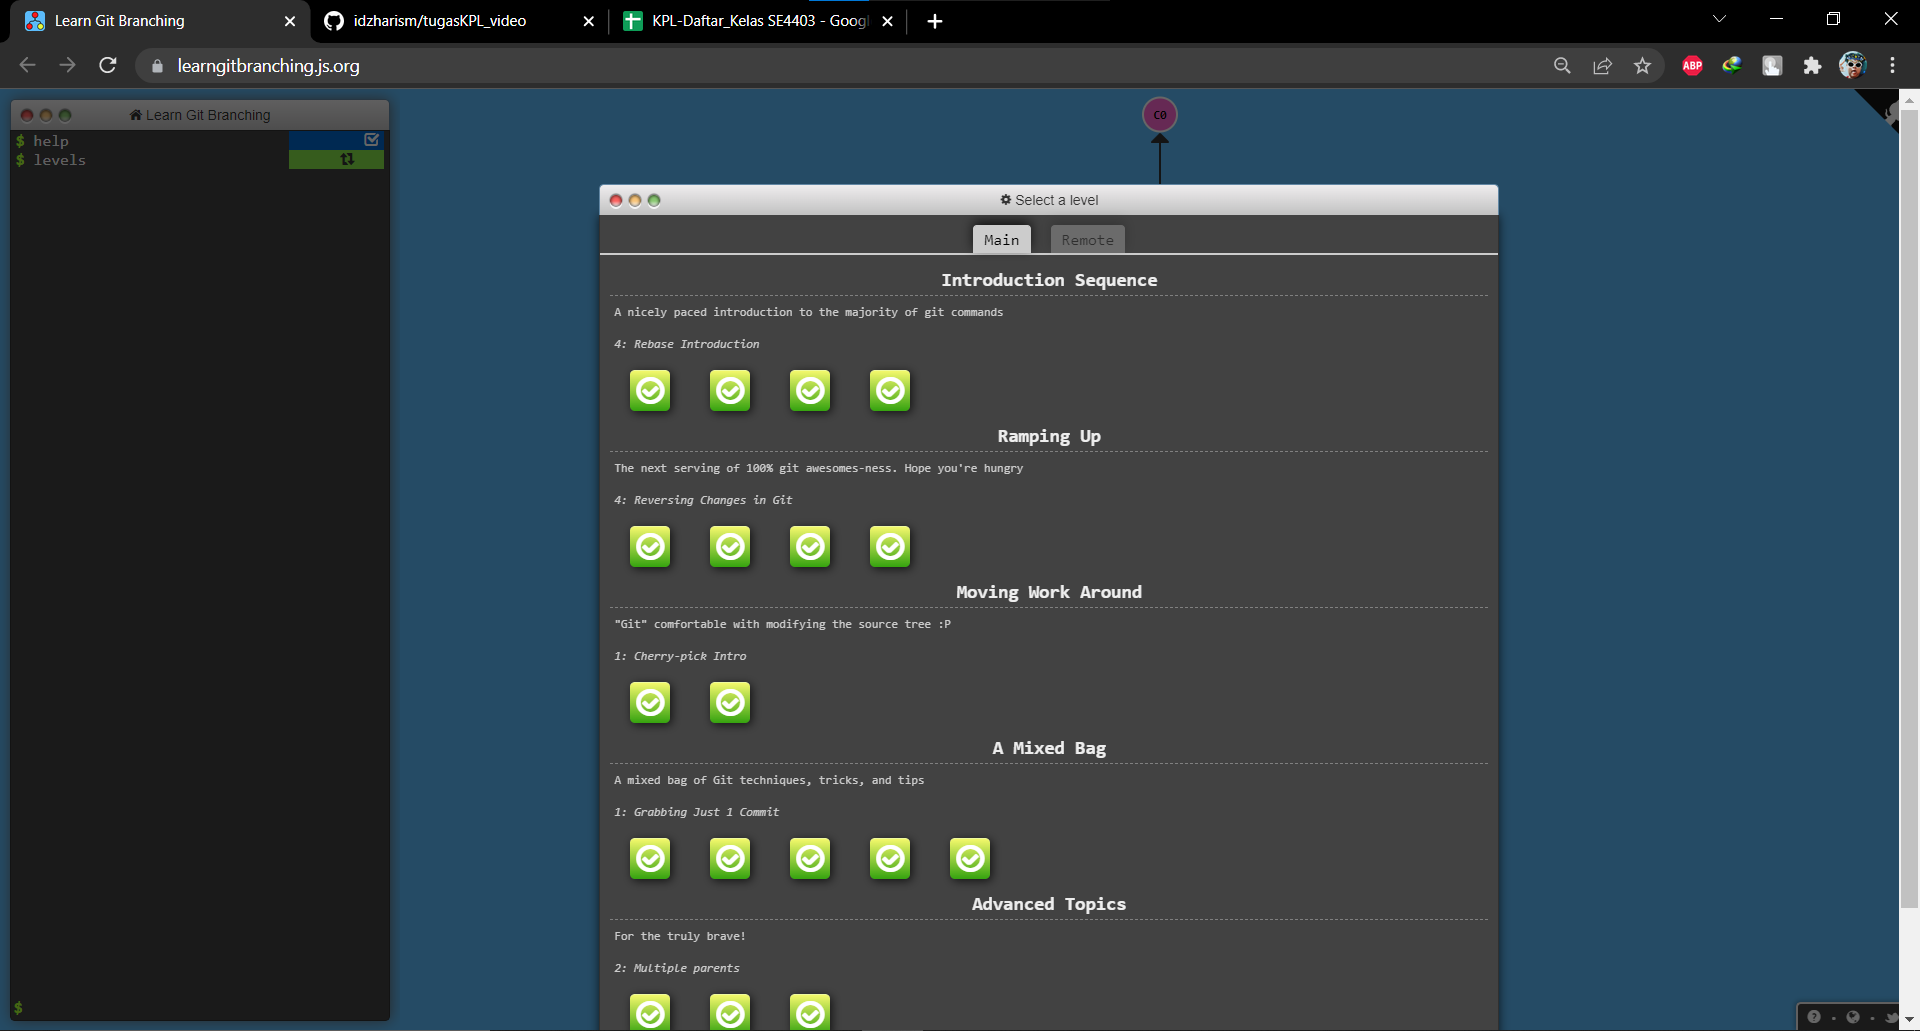 Learn Git Branching
idzharism/tugasKPL_video
KPL-Daftar_Kelas SE4403 - Goog
learngitbranching.js.org
ABP
Learn Git Branching
$ help
$ levels
$
C0
Select a level
Main
Remote
Introduction Sequence
A nicely paced introduction to the majority of git commands
4: Rebase Introduction
Ramping Up
The next serving of 100% git awesomes-ness. Hope you're hungry
4: Reversing Changes in Git
Moving Work Around
"Git" comfortable with modifying the source tree :P
1: Cherry-pick Intro
A Mixed Bag
A mixed bag of Git techniques, tricks, and tips
1: Grabbing Just 1 Commit
Advanced Topics
For the truly brave!
2: Multiple parents